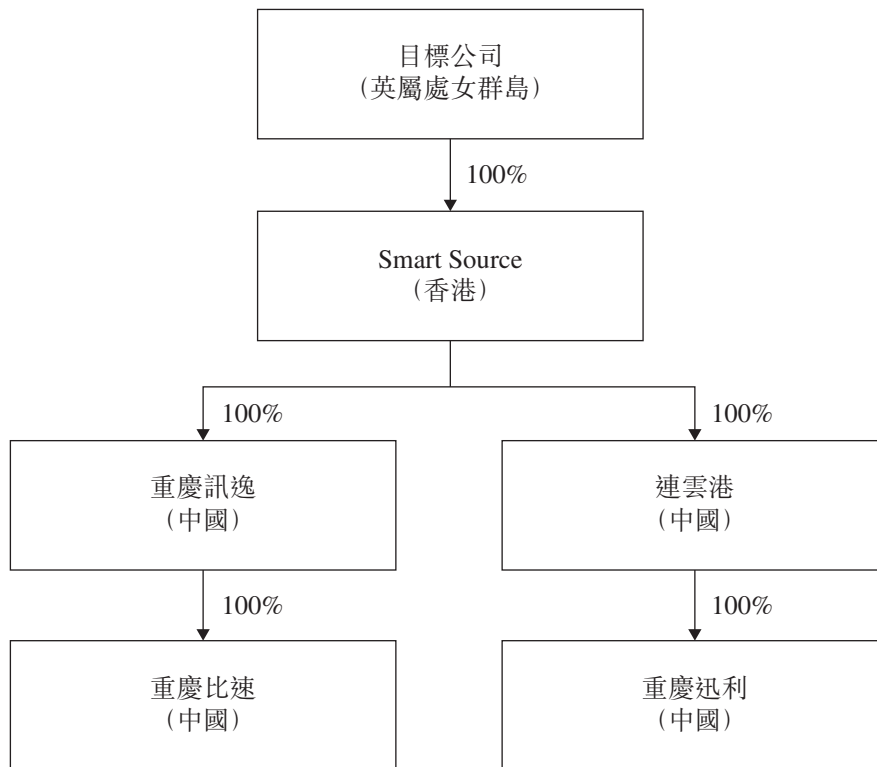 目標公司
（英屬處女群島）
100%
Smart Source
（香港）
100%
100%
重慶訊逸
（中國）
連雲港
（中國）
100%
100%
重慶比速
（中國）
重慶迅利
（中國）